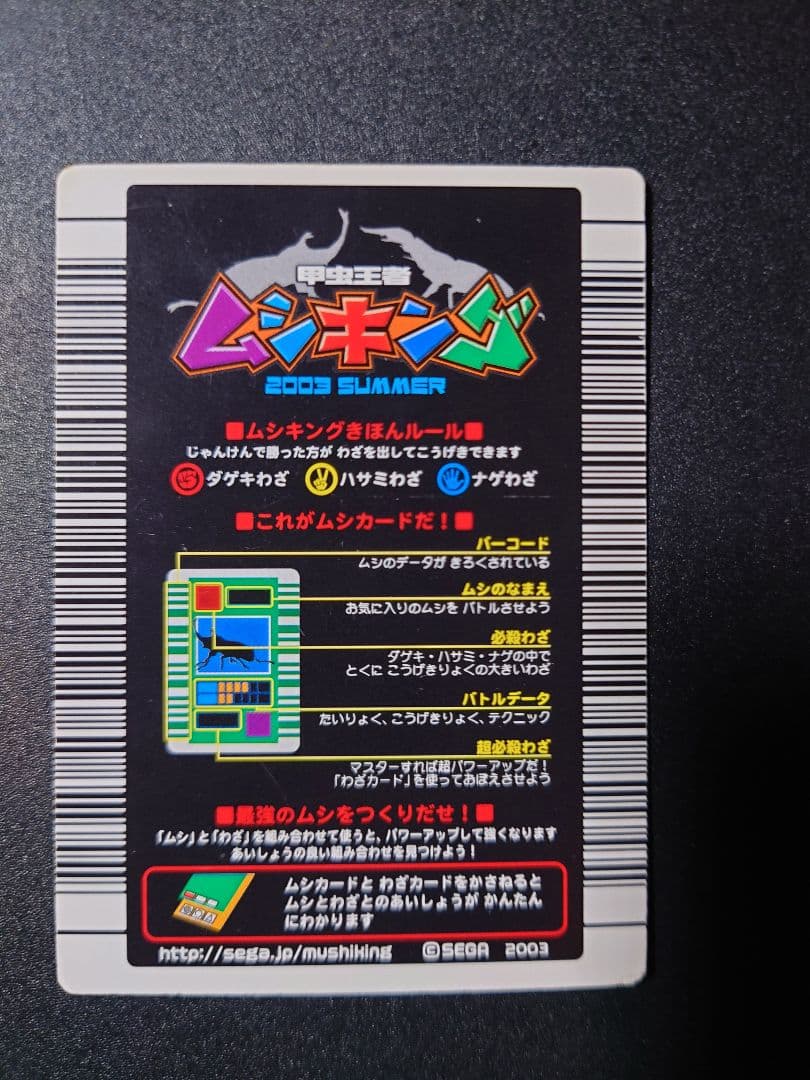 甲虫王者
ムシキング
2003 SUMMER
■ムシキングきほんルール■
じゃんけんで勝った方が わざを出してこうげきできます
ダゲキわざ ハサミわざ ナゲわざ
■これがムシカードだ！■
バーコード
ムシのデータが きろくされている
ムシのなまえ
お気に入りのムシを バトルさせよう
必殺わざ
ダゲキ・ハサミ・ナゲの中で
とくに こうげきりょくの大きいわざ
バトルデータ
たいりょく、こうげきりょく、テクニック
超必殺わざ
マスターすれば超パワーアップだ！
「わざカード」を使っておぼえさせよう
■最強のムシをつくりだせ！■
「ムシ」と「わざ」を組み合わせて使うと、パワーアップして強くなります
あいしょうの良い組み合わせを見つけよう！
ムシカードと わざカードをかさねると
ムシとわざとのあいしょうが かんたん
にわかります
http://sega.jp/mushiking ©SEGA 2003